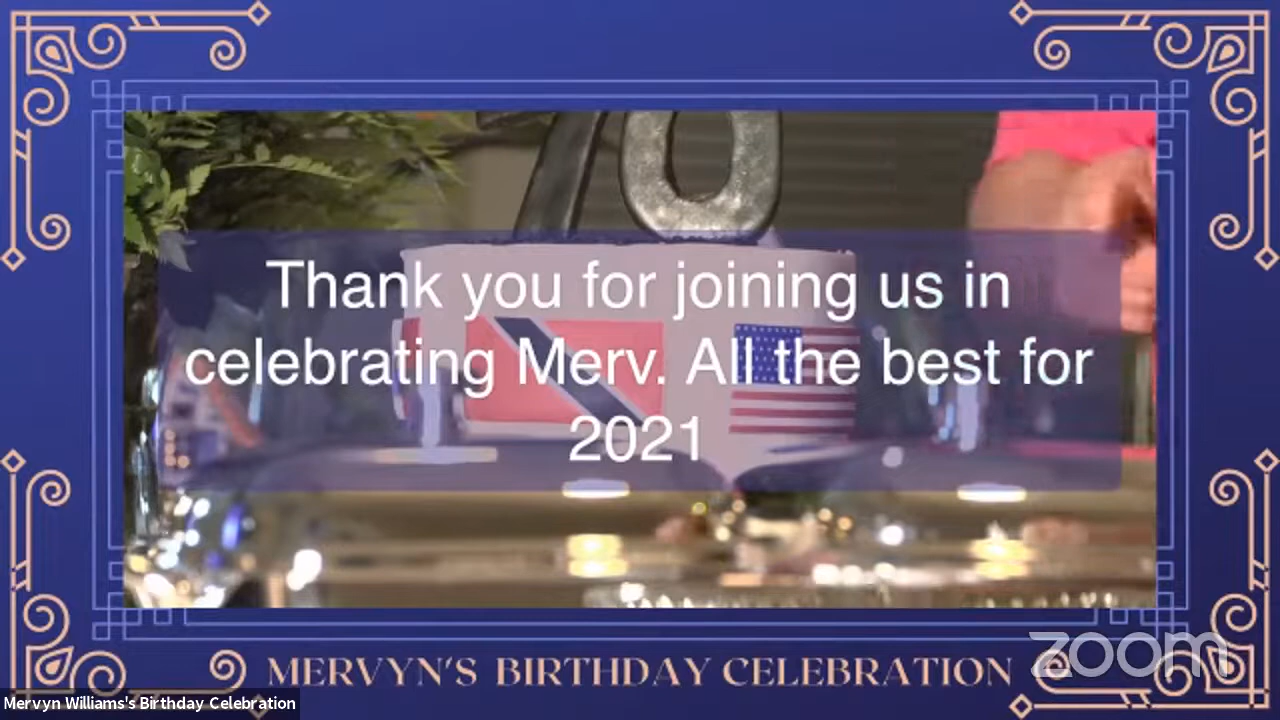 70
Thank you for joining us in
celebrating Merv. All the best for
2021
zoom
MERVYN'S BIRTHDAY CELEBRATION
Mervyn Williams's Birthday Celebration